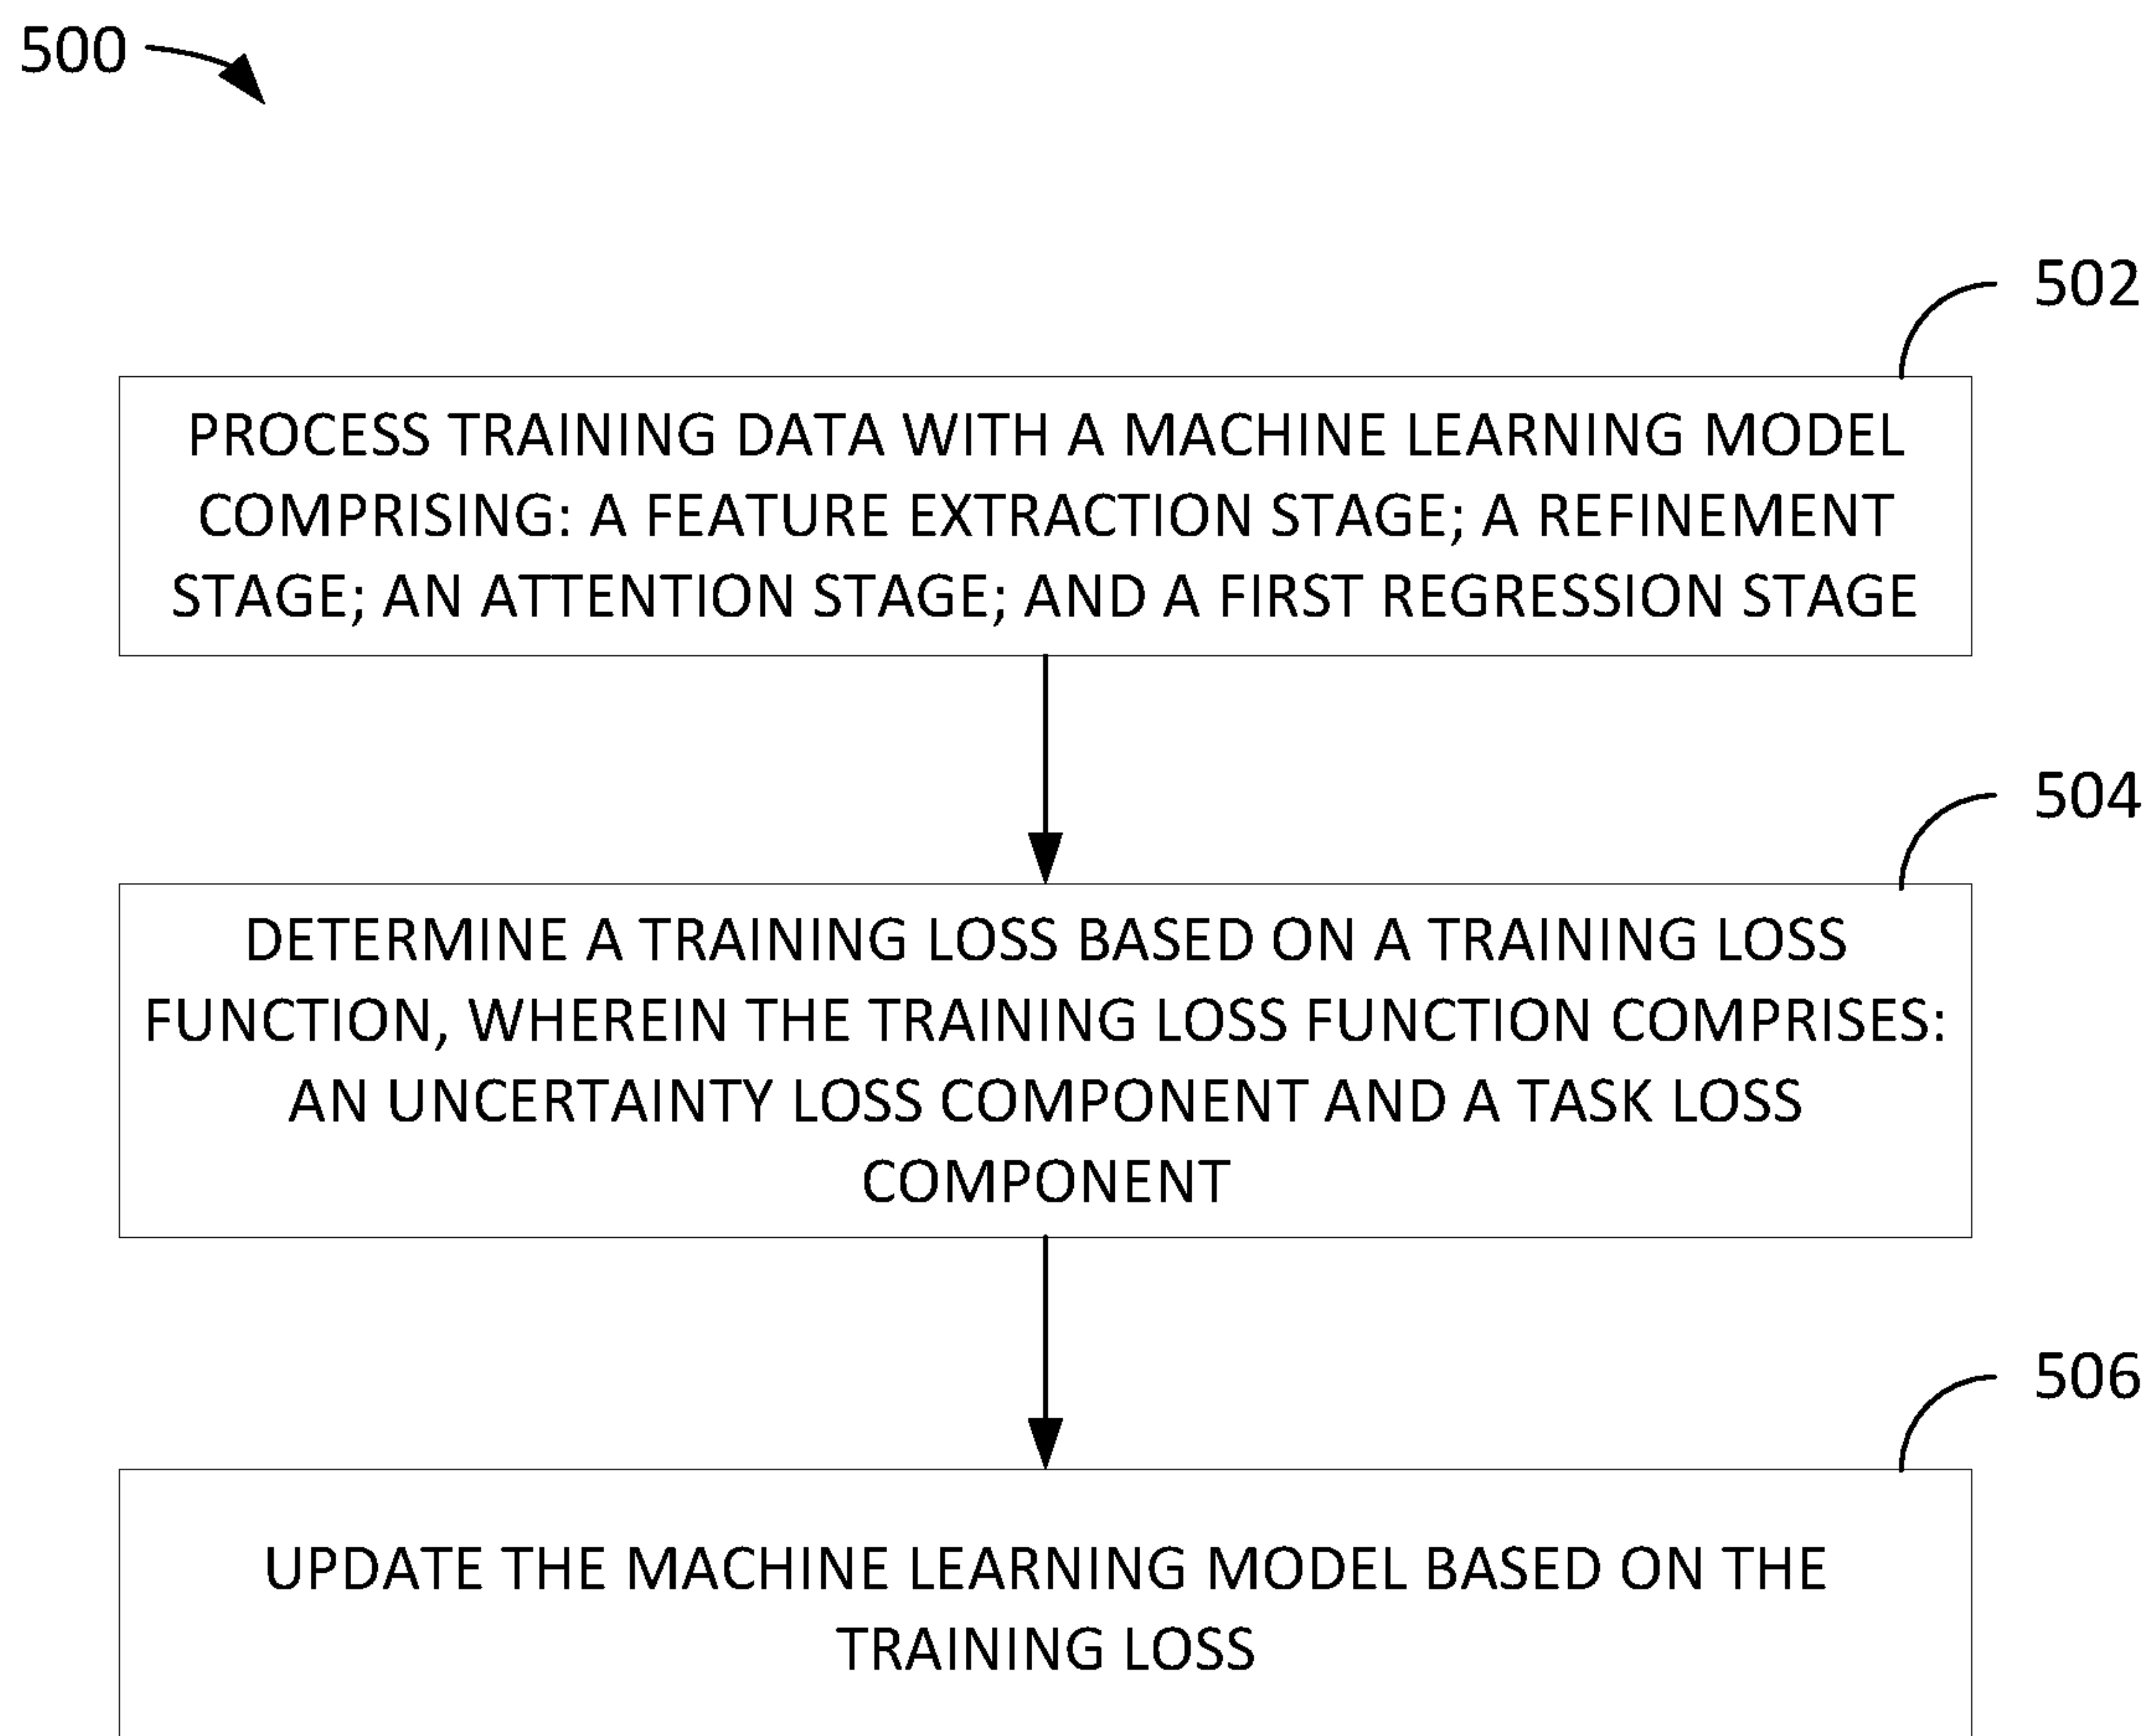 500
502
PROCESS TRAINING DATA WITH A MACHINE LEARNING MODEL
COMPRISING: A FEATURE EXTRACTION STAGE; A REFINEMENT
STAGE; AN ATTENTION STAGE; AND A FIRST REGRESSION STAGE
504
DETERMINE A TRAINING LOSS BASED ON A TRAINING LOSS
FUNCTION, WHEREIN THE TRAINING LOSS FUNCTION COMPRISES:
AN UNCERTAINTY LOSS COMPONENT AND A TASK LOSS
COMPONENT
506
UPDATE THE MACHINE LEARNING MODEL BASED ON THE
TRAINING LOSS